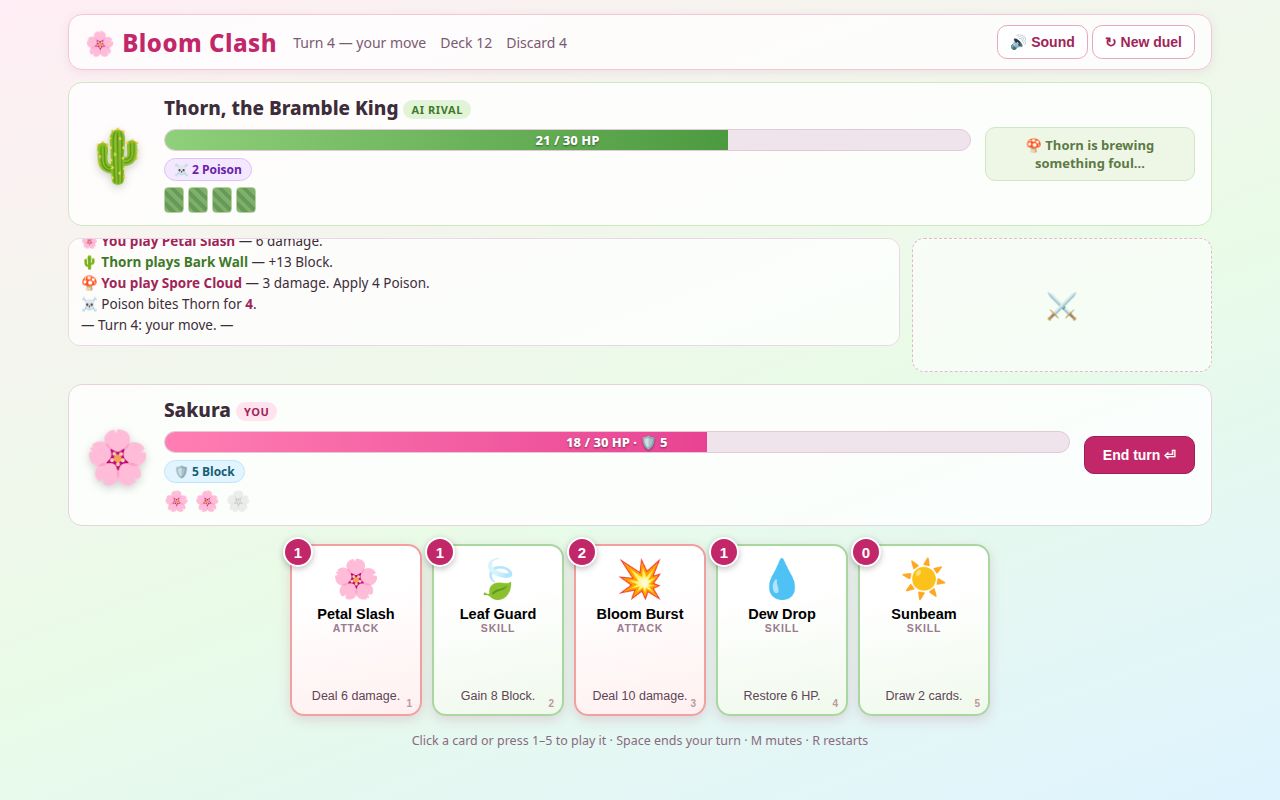 🌸 Bloom Clash
Turn 4 — your move Deck 12 Discard 4
🔊 Sound
↻ New duel
Thorn, the Bramble King AI RIVAL
21 / 30 HP
☠️ 2 Poison
🍄 Thorn is brewing
something foul...
🌸 You play Petal Slash — 6 damage.
🌵 Thorn plays Bark Wall — +13 Block.
🍄 You play Spore Cloud — 3 damage. Apply 4 Poison.
☠️ Poison bites Thorn for 4.
— Turn 4: your move. —
Sakura YOU
18 / 30 HP · 🛡️ 5
🛡️ 5 Block
End turn ⏎
1
Petal Slash
ATTACK
Deal 6 damage.
1
1
Leaf Guard
SKILL
Gain 8 Block.
2
2
Bloom Burst
ATTACK
Deal 10 damage.
3
1
Dew Drop
SKILL
Restore 6 HP.
4
0
Sunbeam
SKILL
Draw 2 cards.
5
Click a card or press 1–5 to play it · Space ends your turn · M mutes · R restarts